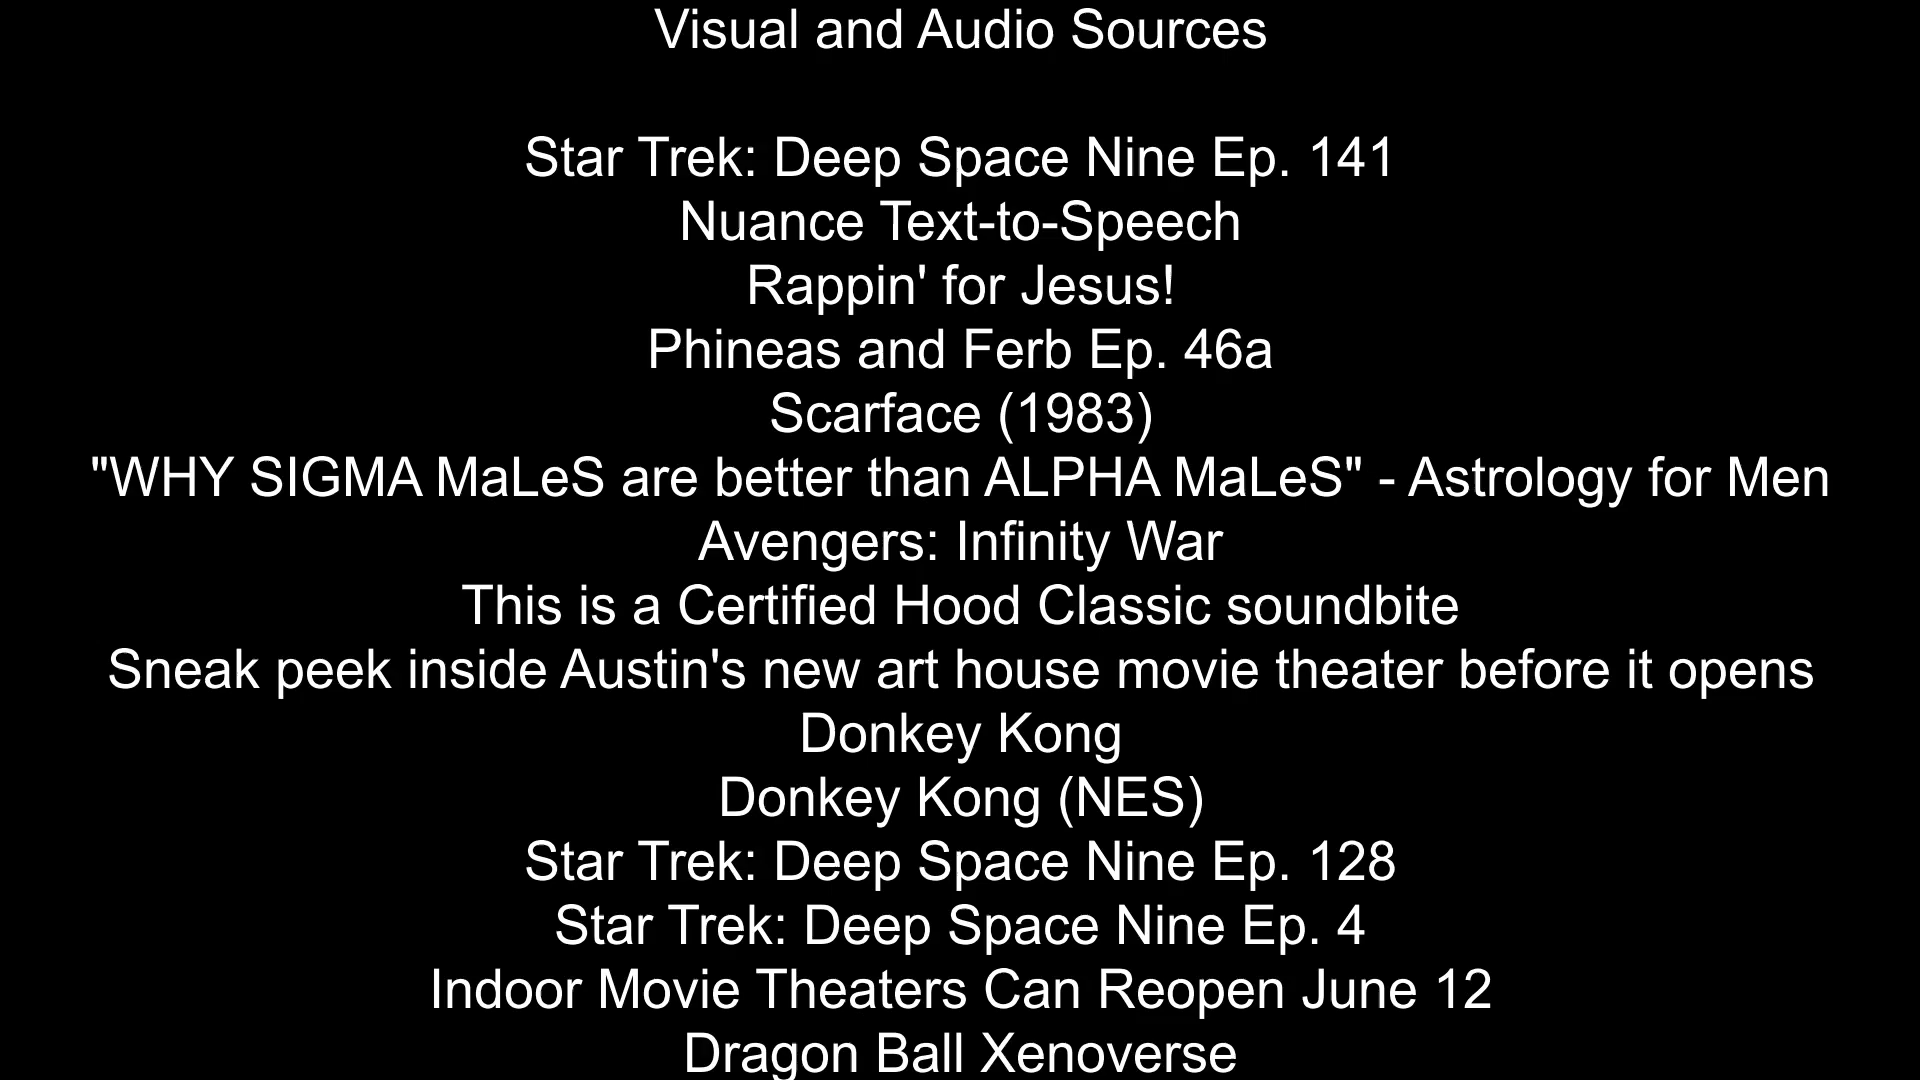 Visual and Audio Sources
Star Trek: Deep Space Nine Ep. 141
Nuance Text-to-Speech
Rappin' for Jesus!
Phineas and Ferb Ep. 46a
Scarface (1983)
"WHY SIGMA MaLeS are better than ALPHA MaLeS" - Astrology for Men
Avengers: Infinity War
This is a Certified Hood Classic soundbite
Sneak peek inside Austin's new art house movie theater before it opens
Donkey Kong
Donkey Kong (NES)
Star Trek: Deep Space Nine Ep. 128
Star Trek: Deep Space Nine Ep. 4
Indoor Movie Theaters Can Reopen June 12
Dragon Ball Xenoverse